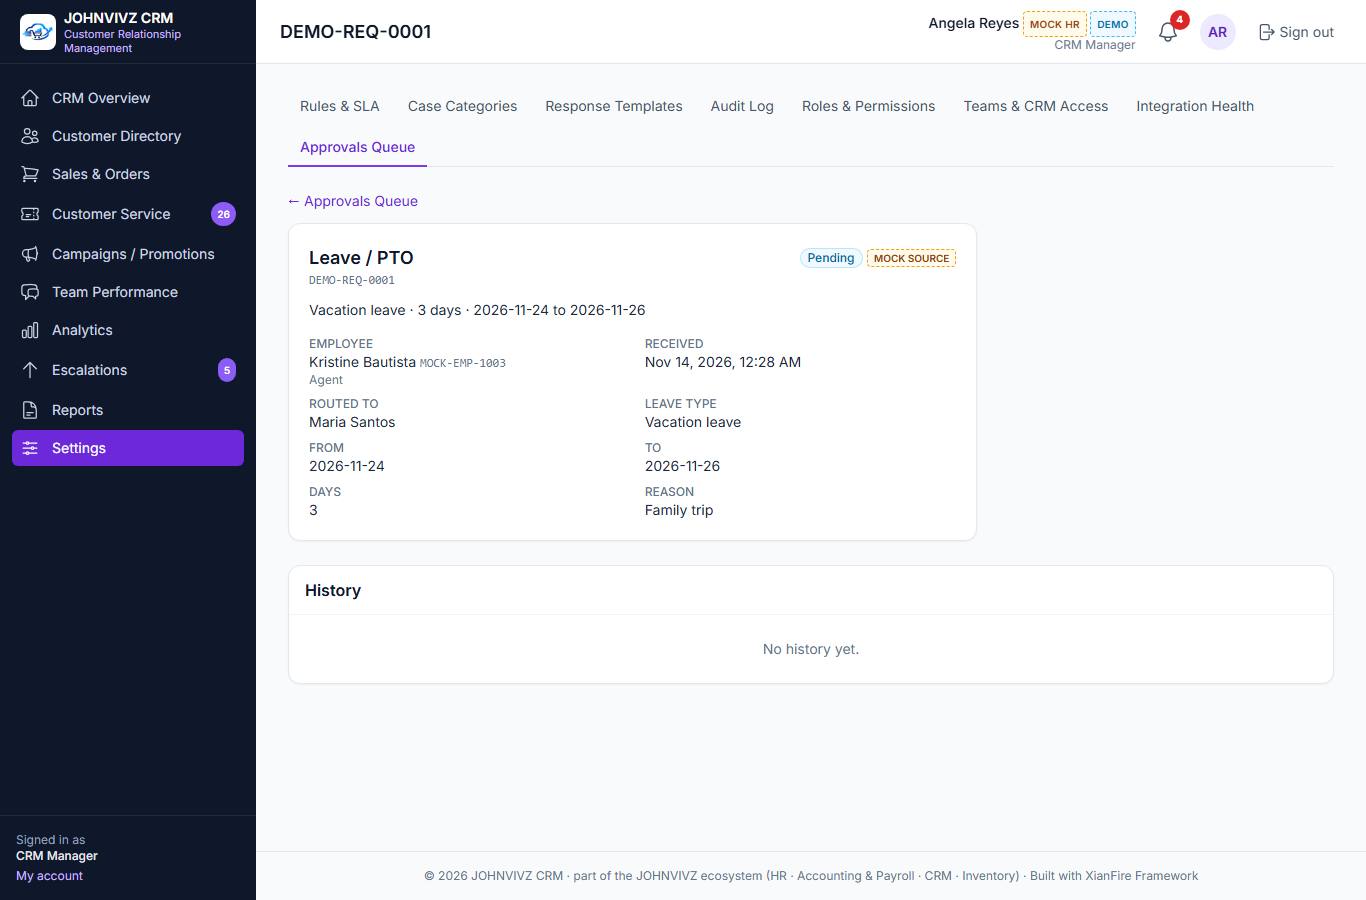 JOHNVIVZ CRM
Customer Relationship
Management
CRM Overview
Customer Directory
Sales & Orders
Customer Service 26
Campaigns / Promotions
Team Performance
Analytics
Escalations 5
Reports
Settings
Signed in as
CRM Manager
My account
DEMO-REQ-0001
Angela Reyes MOCK HR DEMO
CRM Manager
4
AR
Sign out
Rules & SLA Case Categories Response Templates Audit Log Roles & Permissions Teams & CRM Access Integration Health
Approvals Queue
← Approvals Queue
Leave / PTO Pending MOCK SOURCE
DEMO-REQ-0001
Vacation leave · 3 days · 2026-11-24 to 2026-11-26
EMPLOYEE RECEIVED
Kristine Bautista MOCK-EMP-1003 Nov 14, 2026, 12:28 AM
Agent
ROUTED TO LEAVE TYPE
Maria Santos Vacation leave
FROM TO
2026-11-24 2026-11-26
DAYS REASON
3 Family trip
History
No history yet.
© 2026 JOHNVIVZ CRM · part of the JOHNVIVZ ecosystem (HR · Accounting & Payroll · CRM · Inventory) · Built with XianFire Framework